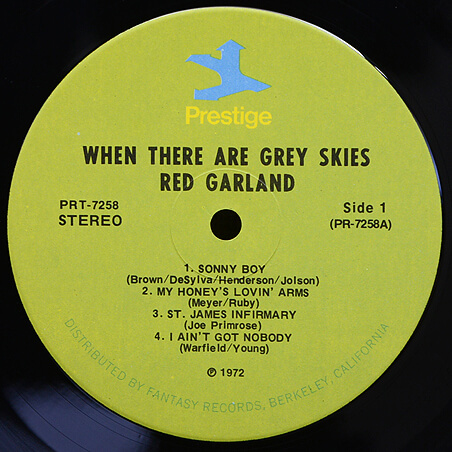 Prestige
WHEN THERE ARE GREY SKIES
RED GARLAND
PRT-7258
STEREO
Side 1
(PR-7258A)
1. SONNY BOY
(Brown/DeSylva/Henderson/Jolson)
2. MY HONEY'S LOVIN' ARMS
(Meyer/Ruby)
3. ST. JAMES INFIRMARY
(Joe Primrose)
4. I AIN'T GOT NOBODY
(Warfield/Young)
℗ 1972
DISTRIBUTED BY FANTASY RECORDS, BERKELEY, CALIFORNIA